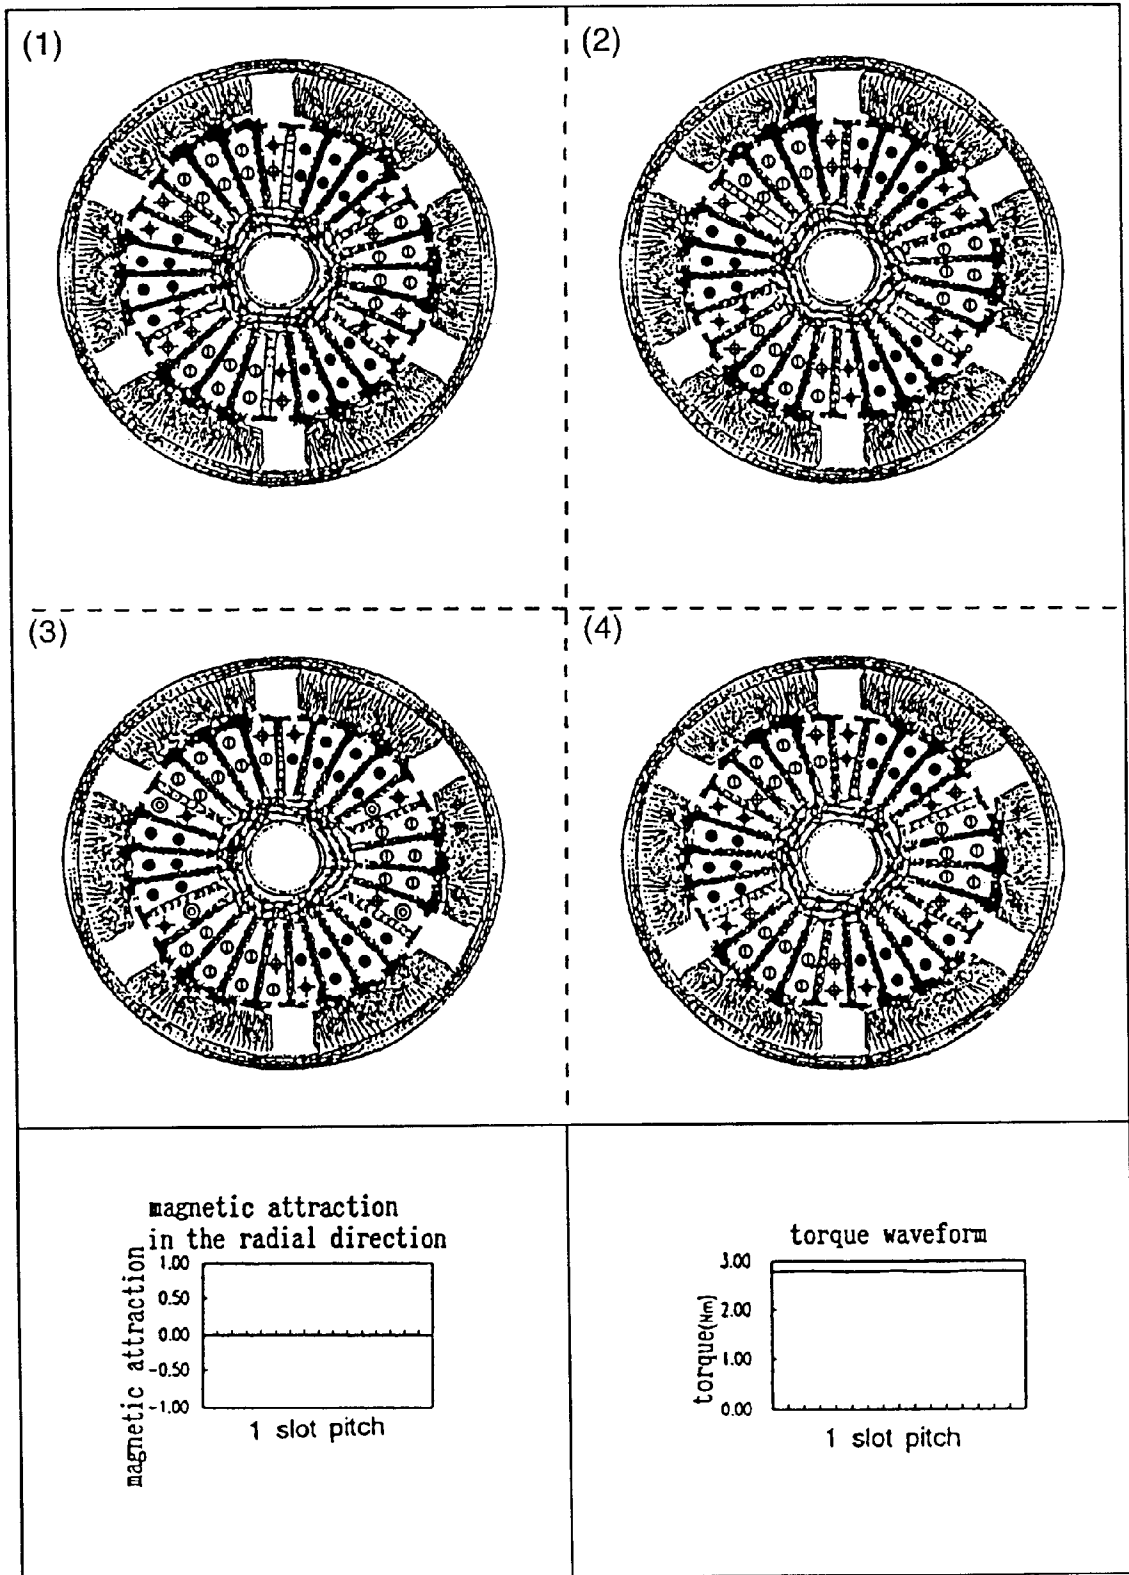 (1)
(2)
(3)
(4)
magnetic attraction
in the radial direction
magnetic attraction
1.00
0.50
0.00
-0.50
-1.00
1 slot pitch
torque waveform
torque(Nm)
3.00
2.00
1.00
0.00
1 slot pitch